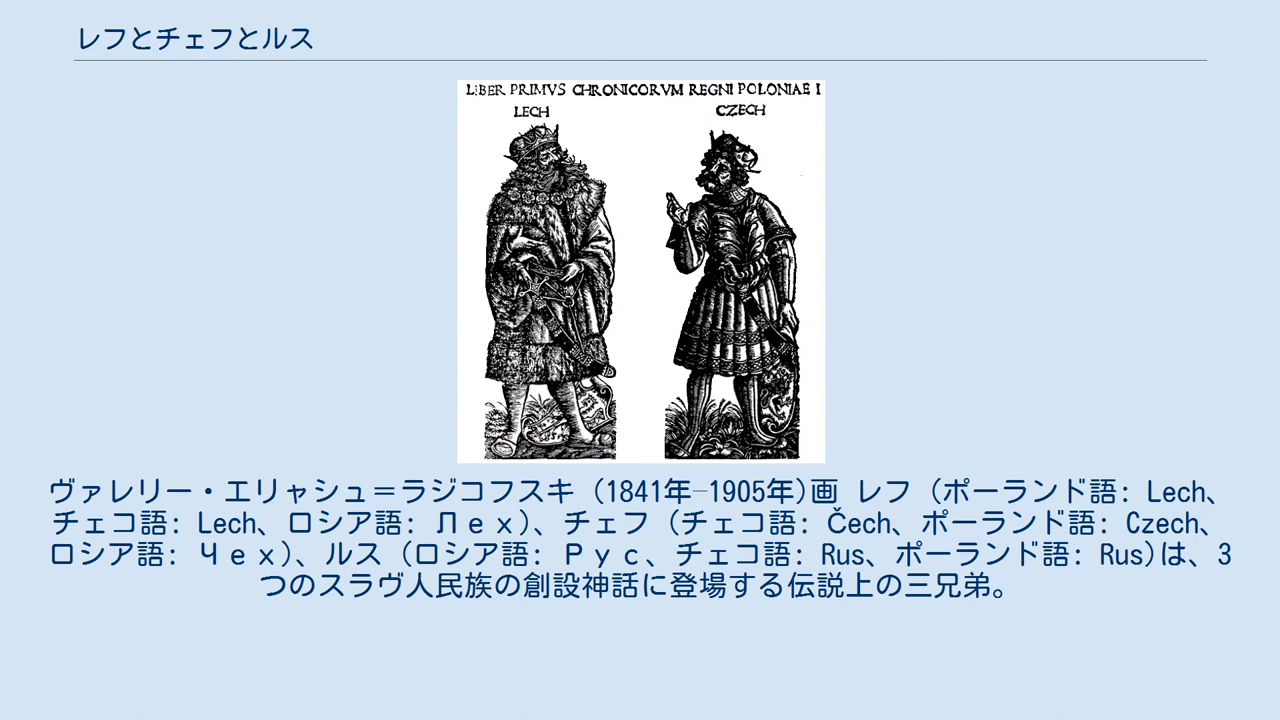 レフとチェフとルス
LIBER PRIMVS CHRONICORVM REGNI POLONIAE I
LECH CZECH
ヴァレリー・エリャシュ＝ラジコフスキ (1841年–1905年)画 レフ (ポーランド語: Lech、
チェコ語: Lech、ロシア語: Лех)、チェフ (チェコ語: Čech、ポーランド語: Czech、
ロシア語: Чех)、ルス (ロシア語: Рус、チェコ語: Rus、ポーランド語: Rus)は、3
つのスラヴ人民族の創設神話に登場する伝説上の三兄弟。